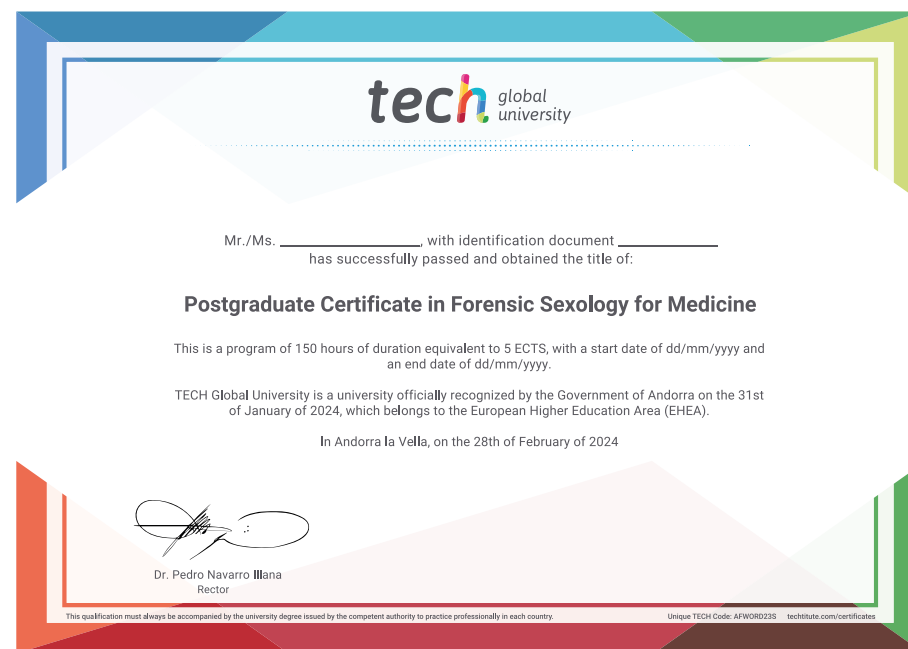 tech global university
Mr./Ms. ____________________, with identification document ______________
has successfully passed and obtained the title of:
Postgraduate Certificate in Forensic Sexology for Medicine
This is a program of 150 hours of duration equivalent to 5 ECTS, with a start date of dd/mm/yyyy and
an end date of dd/mm/yyyy.
TECH Global University is a university officially recognized by the Government of Andorra on the 31st
of January of 2024, which belongs to the European Higher Education Area (EHEA).
In Andorra la Vella, on the 28th of February of 2024
Dr. Pedro Navarro Illana
Rector
This qualification must always be accompanied by the university degree issued by the competent authority to practice professionally in each country.
Unique TECH Code: AFWORD23S techtitute.com/certificates